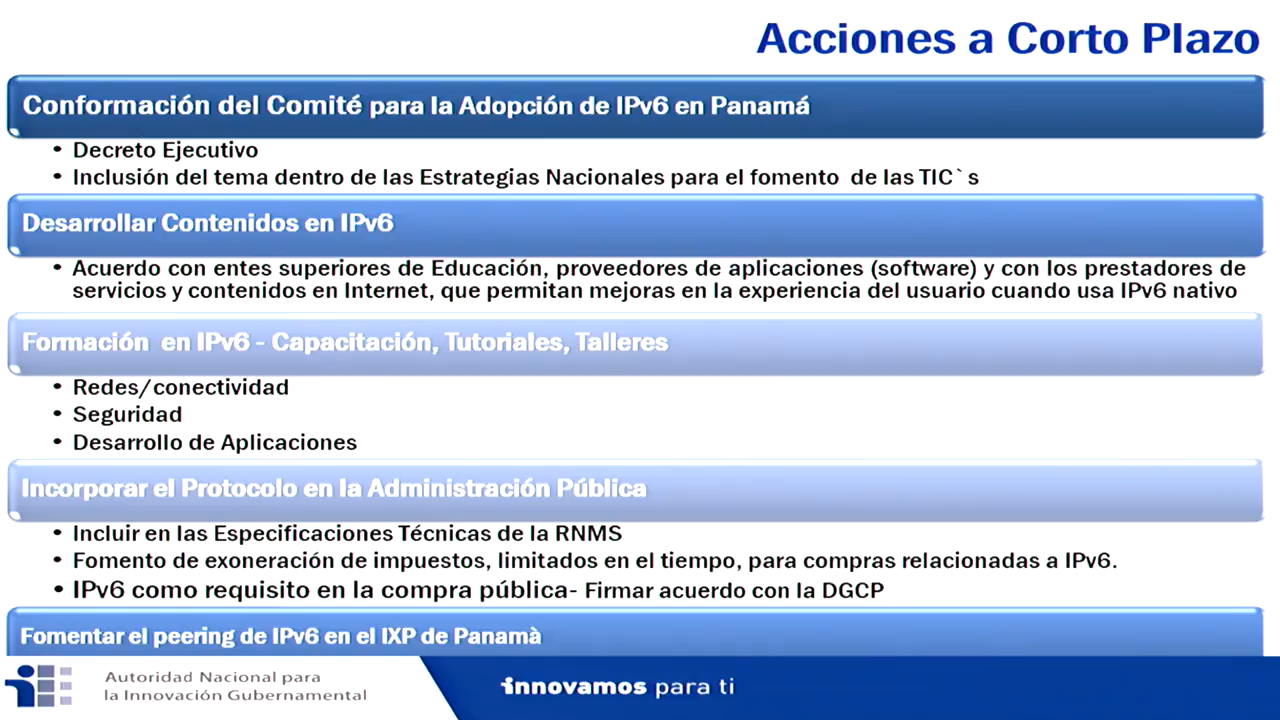 Acciones a Corto Plazo
Conformación del Comité para la Adopción de IPv6 en Panamá
• Decreto Ejecutivo
• Inclusión del tema dentro de las Estrategias Nacionales para el fomento  de las TIC`s
Desarrollar Contenidos en IPv6
• Acuerdo con entes superiores de Educación, proveedores de aplicaciones (software) y con los prestadores de
servicios y contenidos en Internet, que permitan mejoras en la experiencia del usuario cuando usa IPv6 nativo
Formación  en IPv6 - Capacitación, Tutoriales, Talleres
• Redes/conectividad
• Seguridad
• Desarrollo de Aplicaciones
Incorporar el Protocolo en la Administración Pública
• Incluir en las Especificaciones Técnicas de la RNMS
• Fomento de exoneración de impuestos, limitados en el tiempo, para compras relacionadas a IPv6.
• IPv6 como requisito en la compra pública- Firmar acuerdo con la DGCP
Fomentar el peering de IPv6 en el IXP de Panamà
Autoridad Nacional para
la Innovación Gubernamental
innovamos para ti